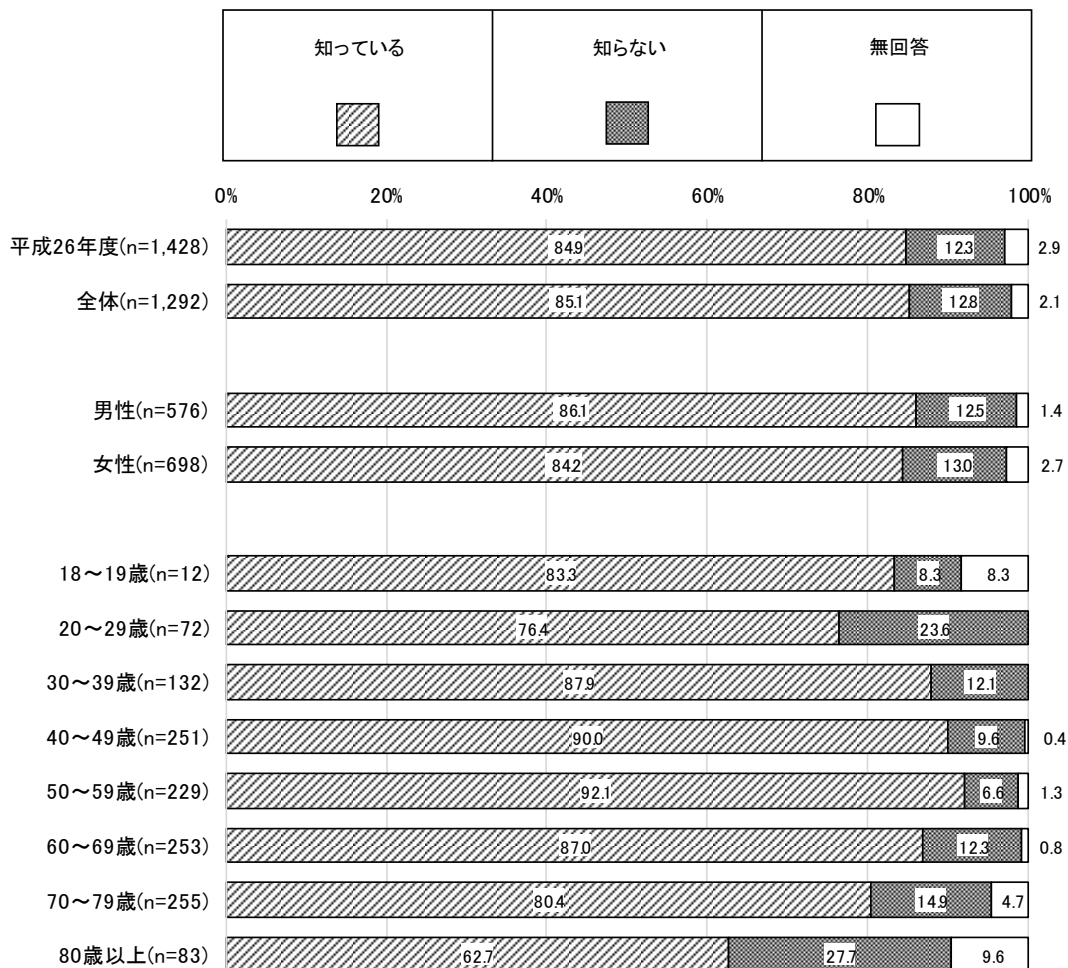 知っている 知らない 無回答
0% 20% 40% 60% 80% 100%
平成26年度(n=1,428) 84.9 12.3 2.9
全体(n=1,292) 85.1 12.8 2.1
男性(n=576) 86.1 12.5 1.4
女性(n=698) 84.2 13.0 2.7
18～19歳(n=12) 83.3 8.3 8.3
20～29歳(n=72) 76.4 23.6
30～39歳(n=132) 87.9 12.1
40～49歳(n=251) 90.0 9.6 0.4
50～59歳(n=229) 92.1 6.6 1.3
60～69歳(n=253) 87.0 12.3 0.8
70～79歳(n=255) 80.4 14.9 4.7
80歳以上(n=83) 62.7 27.7 9.6